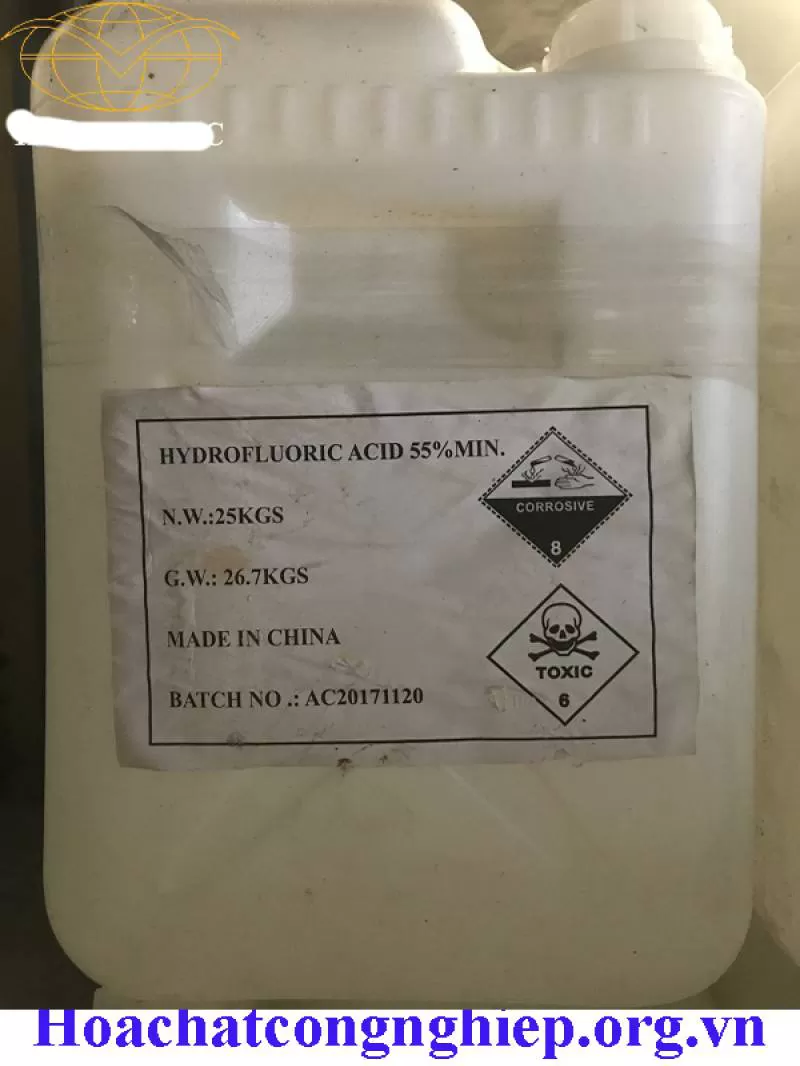 HYDROFLUORIC ACID 55%MIN.
N.W.:25KGS
G.W.: 26.7KGS
MADE IN CHINA
BATCH NO .: AC20171120
CORROSIVE
8
TOXIC
6
Hoachatcongnghiep.org.vn